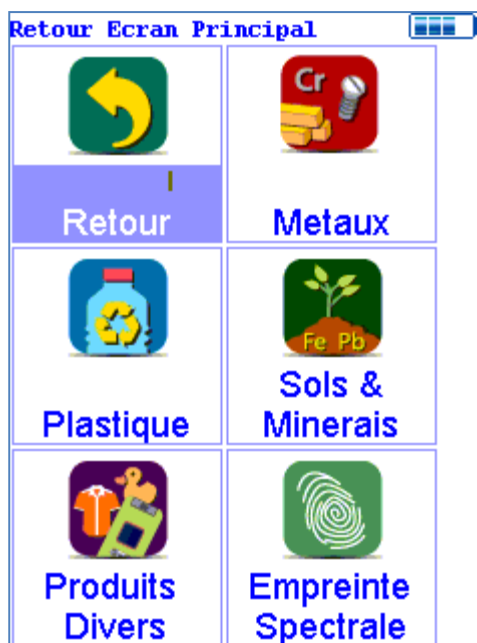 Retour Ecran Principal
Cr
Retour
Metaux
Fe Pb
Plastique
Sols &
Minerais
Produits
Divers
Empreinte
Spectrale